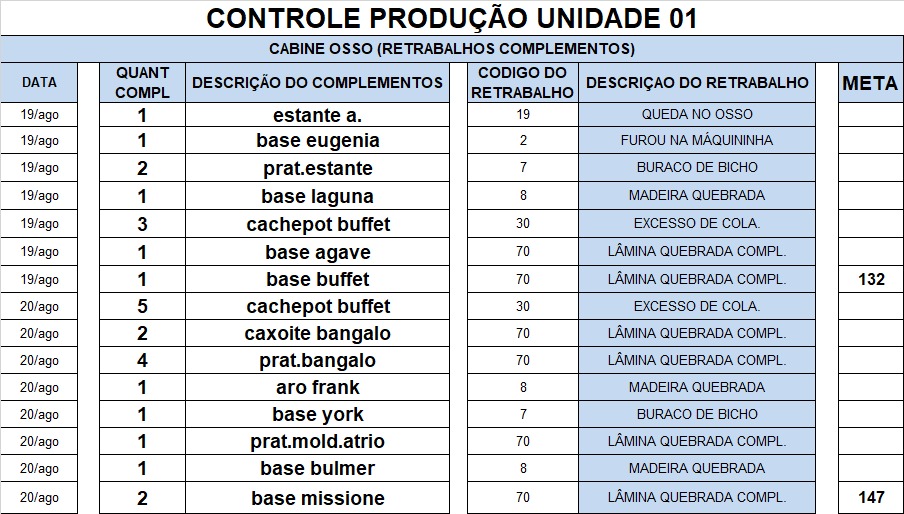 CONTROLE PRODUÇÃO UNIDADE 01
CABINE OSSO (RETRABALHOS COMPLEMENTOS)
DATA QUANT COMPL DESCRIÇÃO DO COMPLEMENTOS CODIGO DO RETRABALHO DESCRIÇAO DO RETRABALHO META
19/ago 1 estante a. 19 QUEDA NO OSSO
19/ago 1 base eugenia 2 FUROU NA MÁQUININHA
19/ago 2 prat.estante 7 BURACO DE BICHO
19/ago 1 base laguna 8 MADEIRA QUEBRADA
19/ago 3 cachepot buffet 30 EXCESSO DE COLA.
19/ago 1 base agave 70 LÂMINA QUEBRADA COMPL.
19/ago 1 base buffet 70 LÂMINA QUEBRADA COMPL. 132
20/ago 5 cachepot buffet 30 EXCESSO DE COLA.
20/ago 2 caxoite bangalo 70 LÂMINA QUEBRADA COMPL.
20/ago 4 prat.bangalo 70 LÂMINA QUEBRADA COMPL.
20/ago 1 aro frank 8 MADEIRA QUEBRADA
20/ago 1 base york 7 BURACO DE BICHO
20/ago 1 prat.mold.atrio 70 LÂMINA QUEBRADA COMPL.
20/ago 1 base bulmer 8 MADEIRA QUEBRADA
20/ago 2 base missione 70 LÂMINA QUEBRADA COMPL. 147